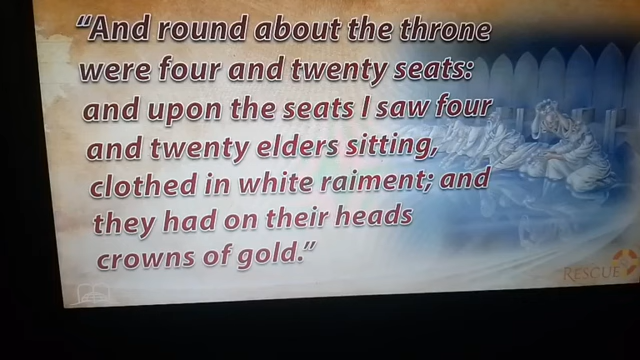 “And round about the throne
were four and twenty seats:
and upon the seats I saw four
and twenty elders sitting,
clothed in white raiment; and
they had on their heads
crowns of gold.”
RESCUE